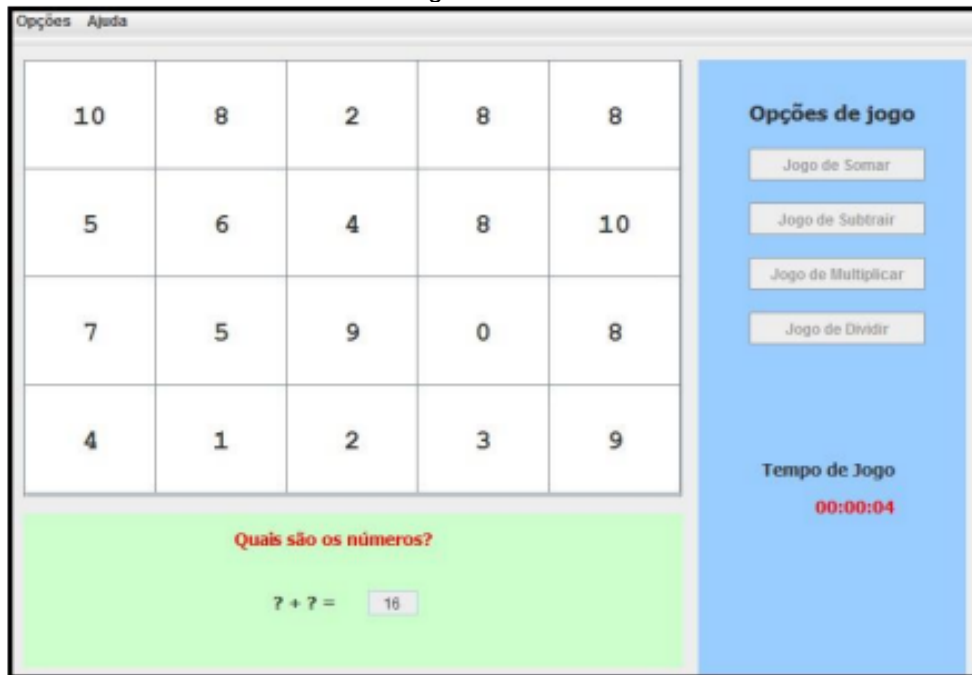 Opções Ajuda
10 8 2 8 8
5 6 4 8 10
7 5 9 0 8
4 1 2 3 9
Quais são os números?
? + ? = 16
Opções de jogo
Jogo de Somar
Jogo de Subtrair
Jogo de Multiplicar
Jogo de Dividir
Tempo de Jogo
00:00:04